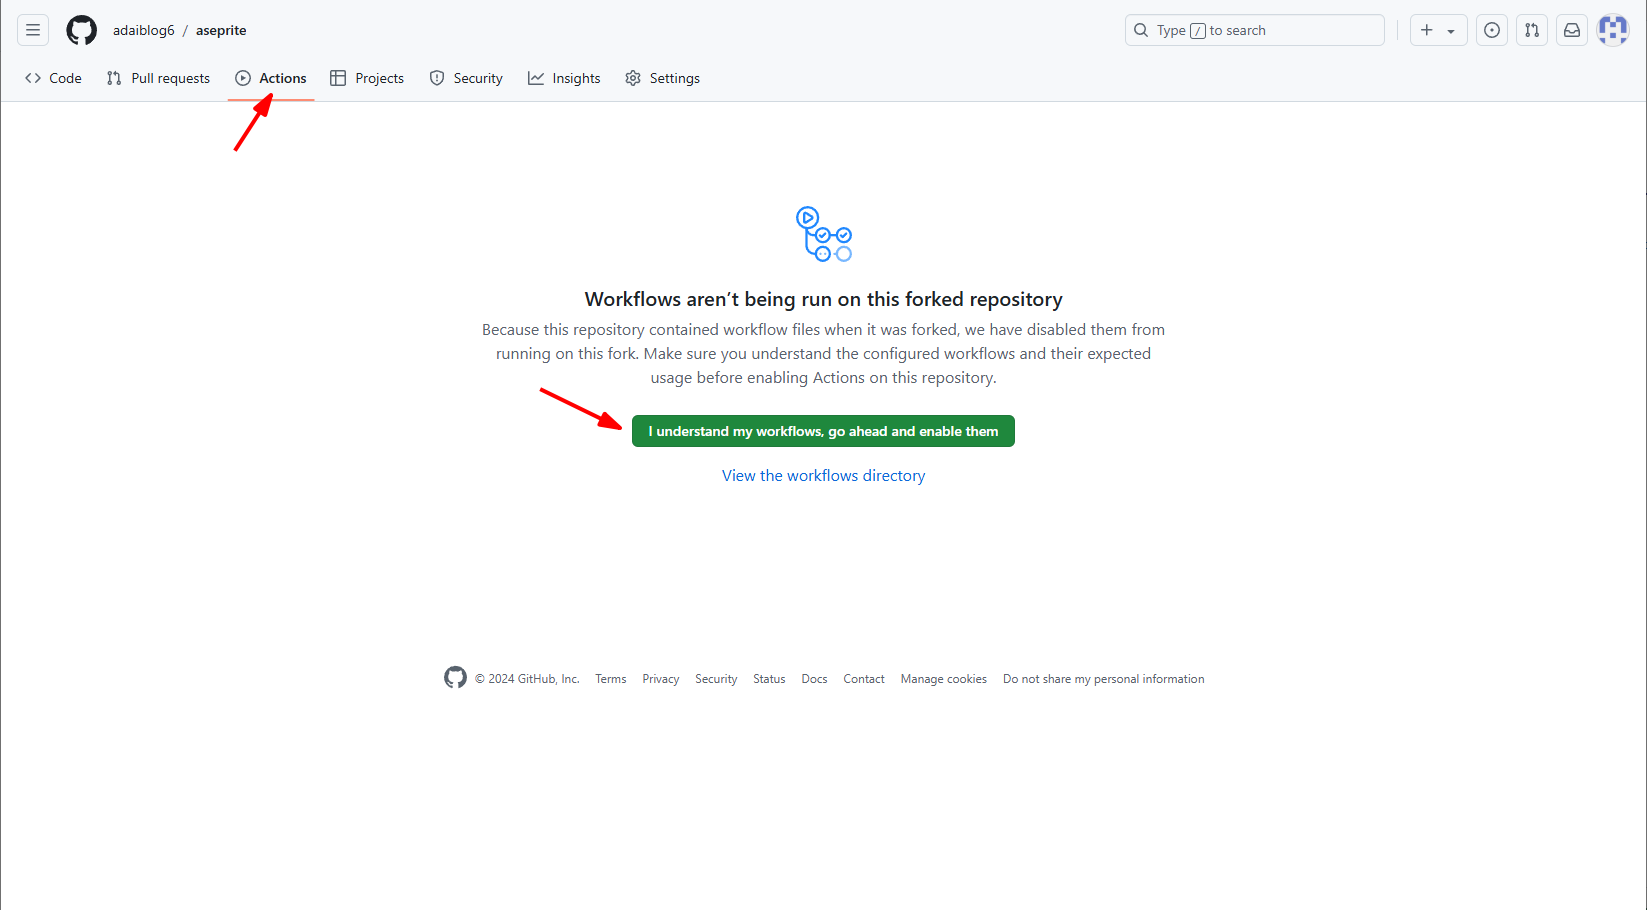 adaiblog6 / aseprite
Type / to search
Code Pull requests Actions Projects Security Insights Settings
Workflows aren’t being run on this forked repository
Because this repository contained workflow files when it was forked, we have disabled them from
running on this fork. Make sure you understand the configured workflows and their expected
usage before enabling Actions on this repository.
I understand my workflows, go ahead and enable them
View the workflows directory
© 2024 GitHub, Inc. Terms Privacy Security Status Docs Contact Manage cookies Do not share my personal information